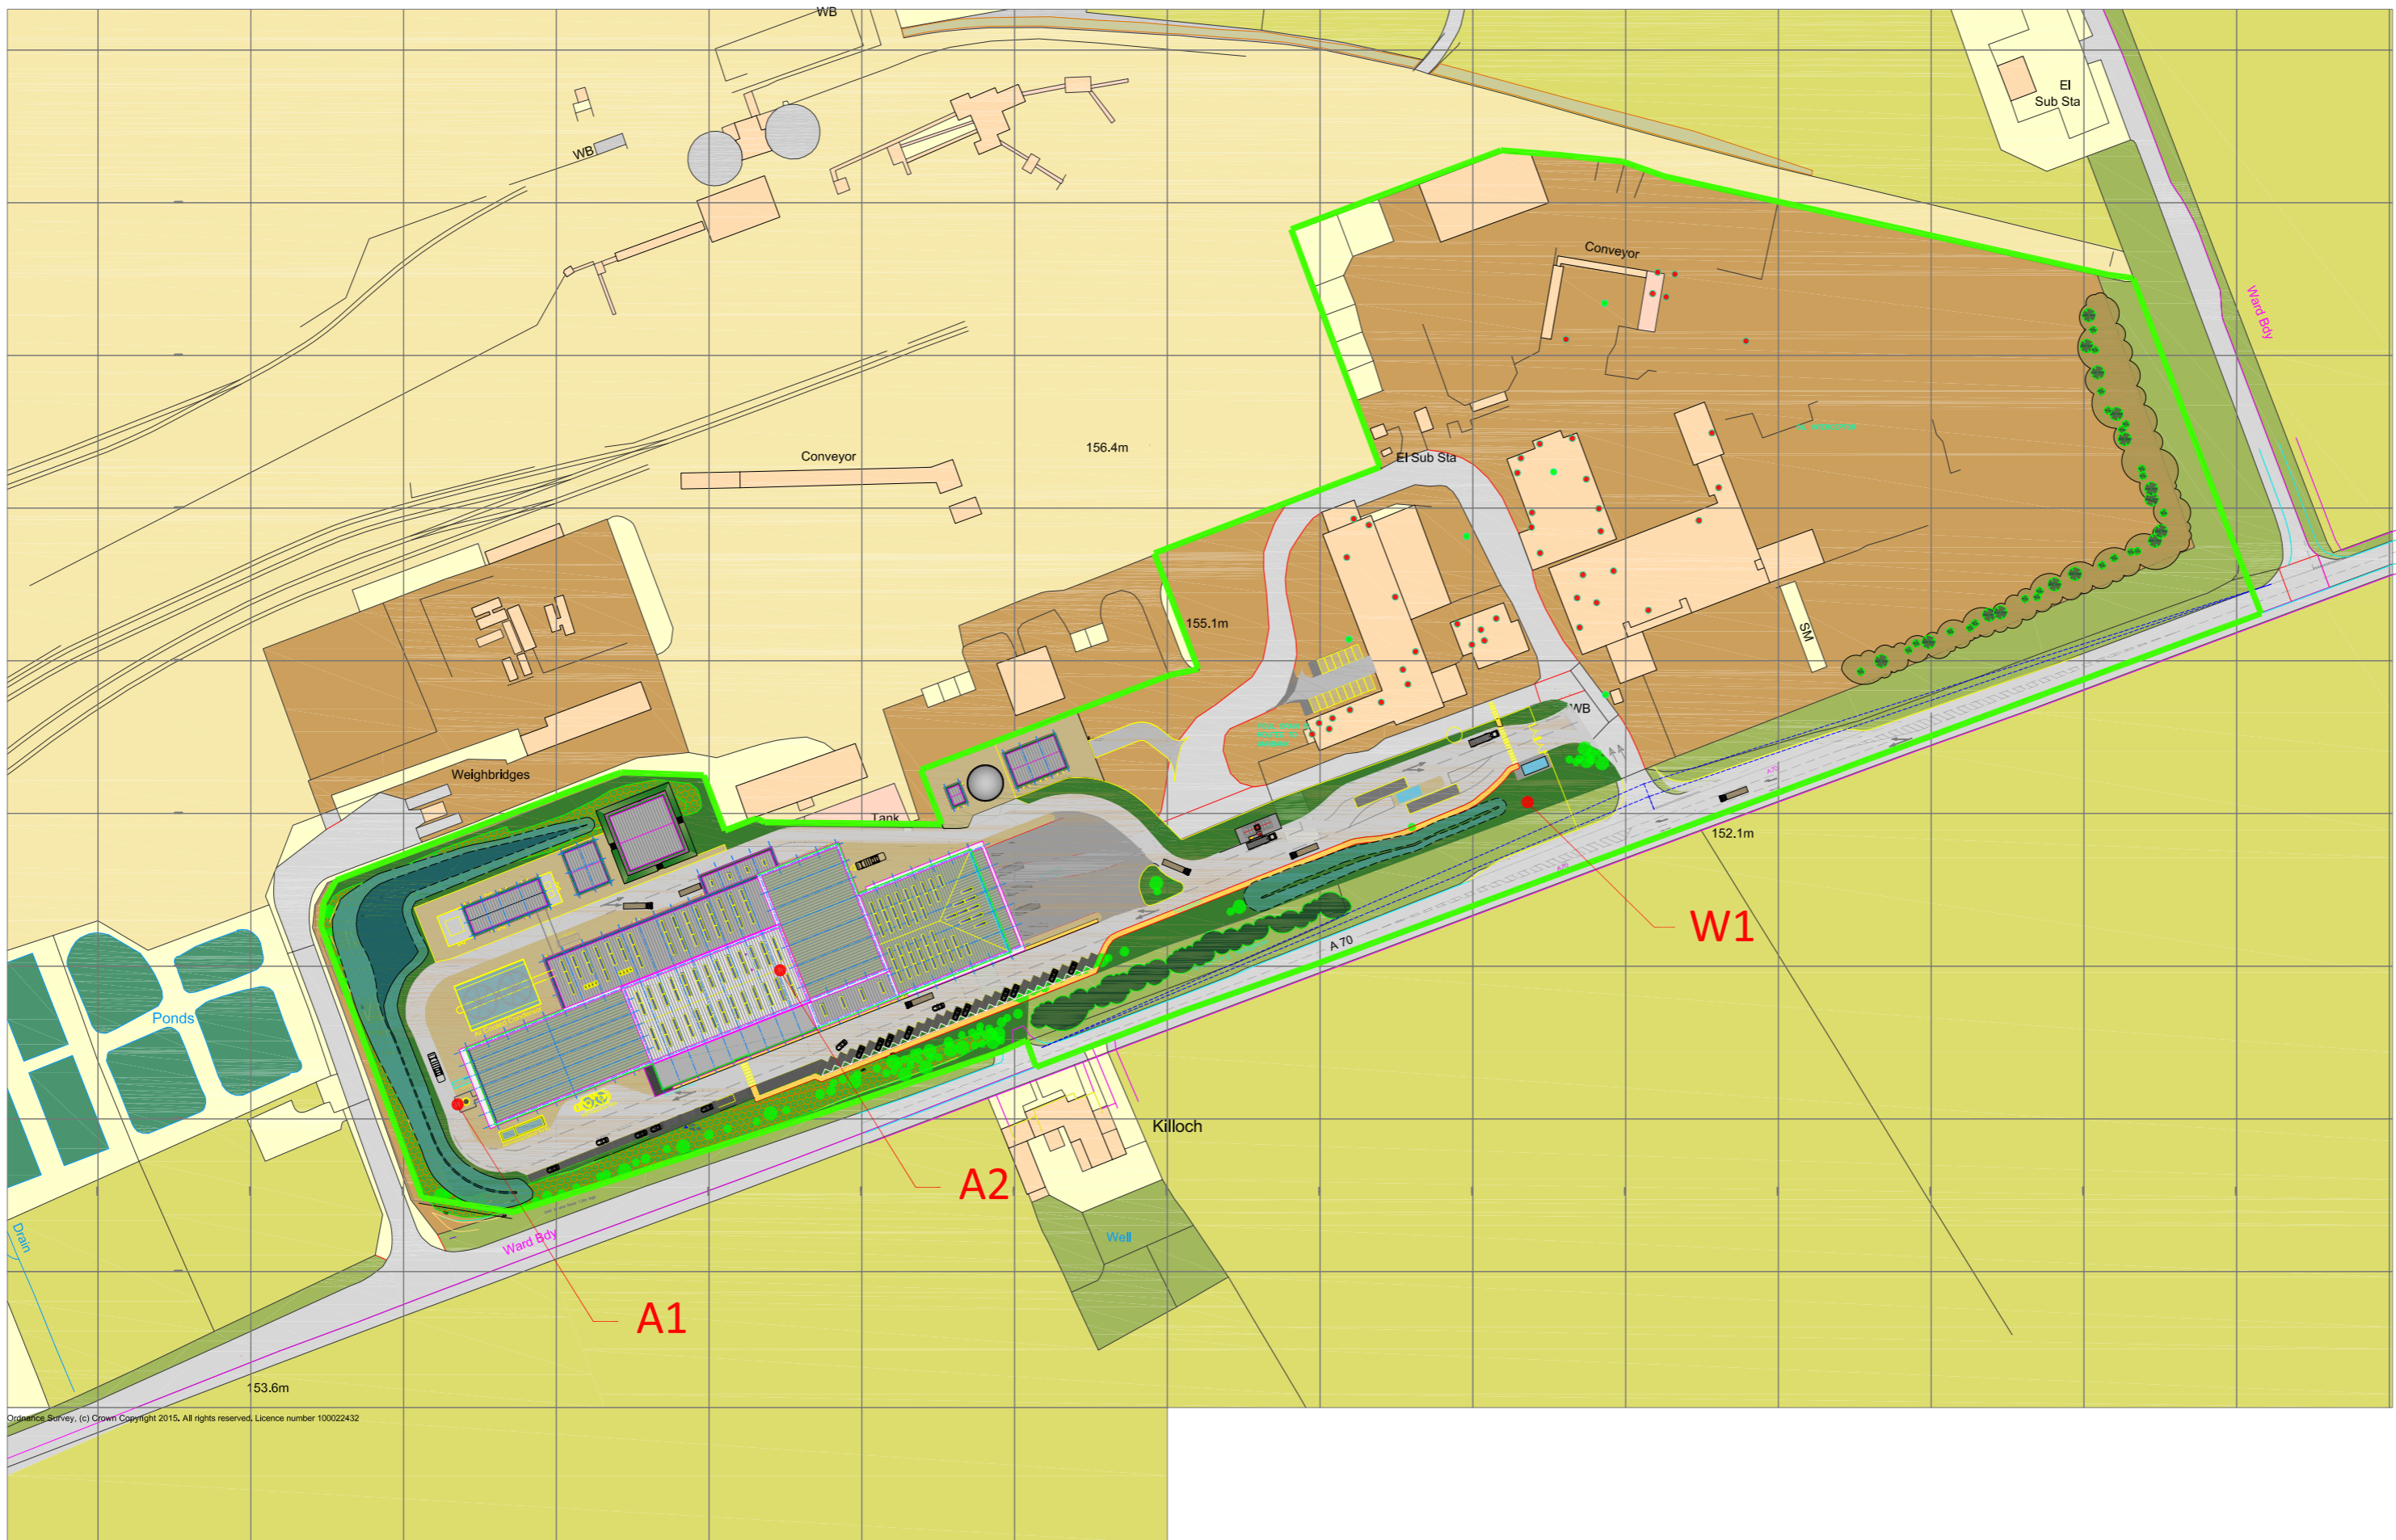 WB
El
Sub Sta
WB
Conveyor
Ward Bdy
156.4m
Conveyor
El Sub Sta
155.1m
SM
WB
Weighbridges
Tank
152.1m
W1
A 70
Ponds
Killoch
A2
Drain
Ward Bdy
Well
A1
153.6m
Ordnance Survey, (c) Crown Copyright 2015. All rights reserved. Licence number 100022432